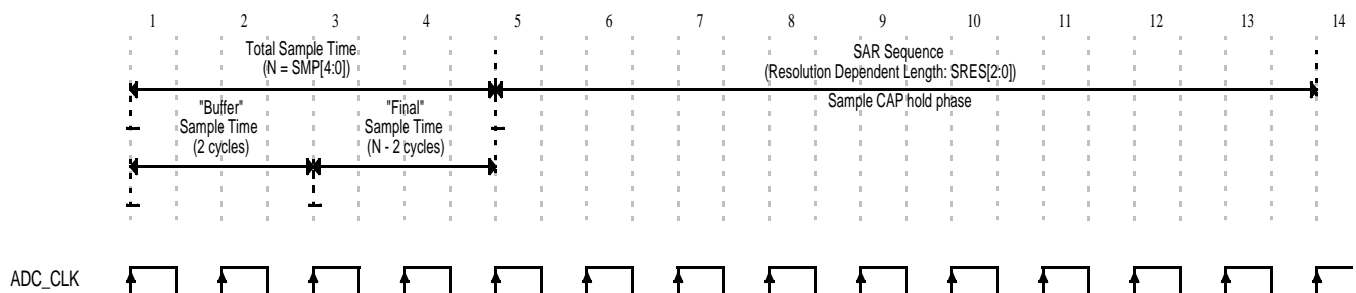 1 2 3 4 5 6 7 8 9 10 11 12 13 14
Total Sample Time
(N = SMP[4:0])
SAR Sequence
(Resolution Dependent Length: SRES[2:0])
Sample CAP hold phase
"Buffer"
Sample Time
(2 cycles)
"Final"
Sample Time
(N - 2 cycles)
ADC_CLK